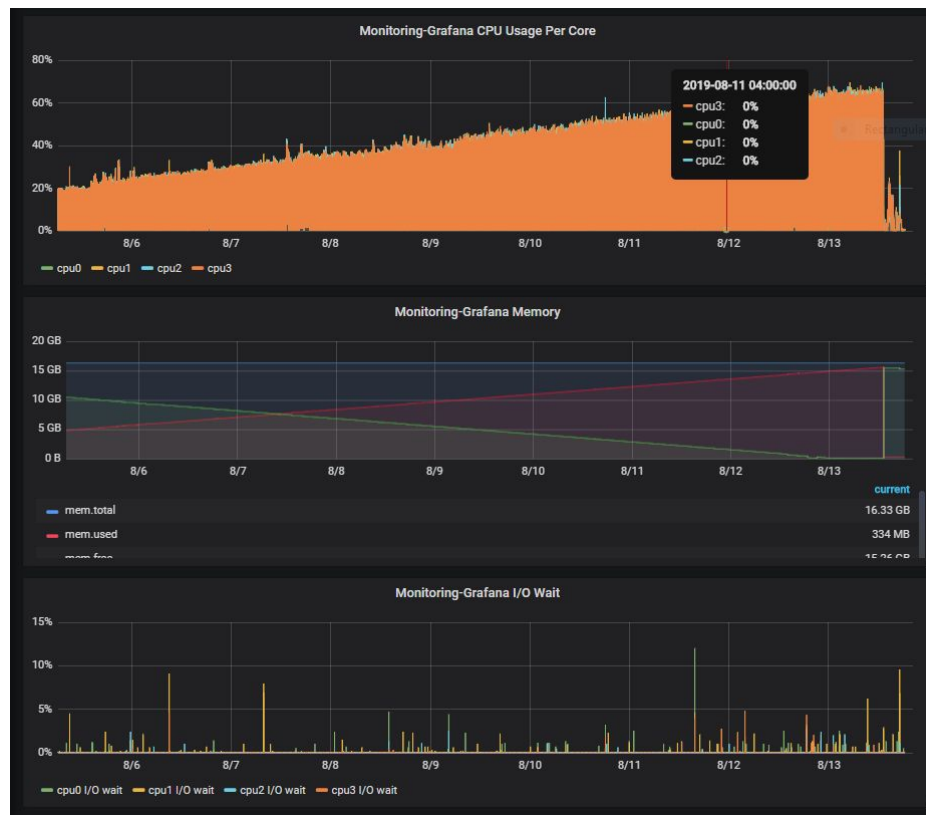 Monitoring-Grafana CPU Usage Per Core
80%
60%
40%
20%
0%
2019-08-11 04:00:00
cpu3: 0%
cpu0: 0%
cpu1: 0%
cpu2: 0%
8/6 8/7 8/8 8/9 8/10 8/11 8/12 8/13
cpu0 cpu1 cpu2 cpu3
Monitoring-Grafana Memory
20 GB
15 GB
10 GB
5 GB
0 B
8/6 8/7 8/8 8/9 8/10 8/11 8/12 8/13
current
mem.total 16.33 GB
mem.used 334 MB
mem.free 15.26 GB
Monitoring-Grafana I/O Wait
15%
10%
5%
0%
8/6 8/7 8/8 8/9 8/10 8/11 8/12 8/13
cpu0 I/O wait cpu1 I/O wait cpu2 I/O wait cpu3 I/O wait